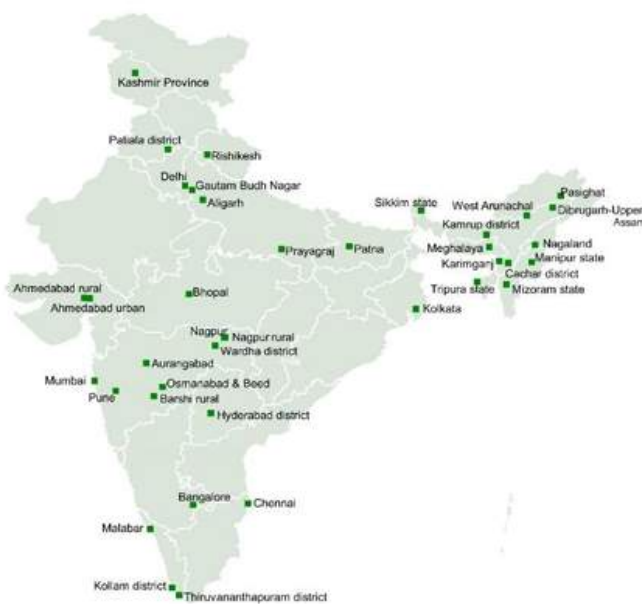 Kashmir Province
Patiala district
Rishikesh
Delhi
Gautam Budh Nagar
Aligarh
Sikkim state
West Arunachal
Pasighat
Dibrugarh-Upper
Assam
Kamrup district
Meghalaya
Nagaland
Karimganj
Manipur state
Cachar district
Tripura state
Mizoram state
Prayagraj
Patna
Ahmedabad rural
Ahmedabad urban
Bhopal
Kolkata
Nagpur
Nagpur rural
Wardha district
Aurangabad
Mumbai
Osmanabad & Beed
Pune
Barshi rural
Hyderabad district
Bangalore
Chennai
Malabar
Kollam district
Thiruvananthapuram district